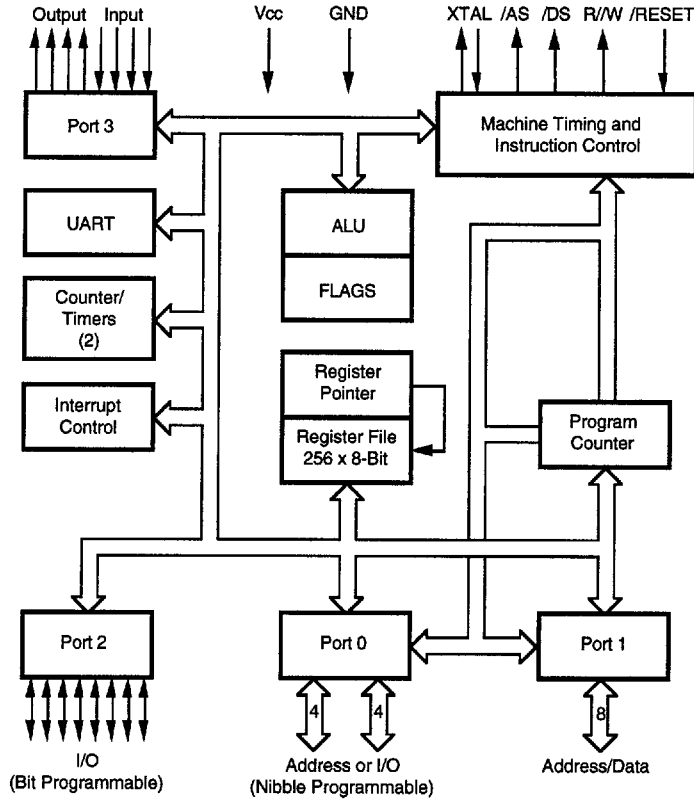 Output Input Vcc GND XTAL /AS /DS R//W /RESET
Port 3
Machine Timing and
Instruction Control
UART
ALU
FLAGS
Counter/
Timers
(2)
Register
Pointer
Interrupt
Control
Register File
256 x 8-Bit
Program
Counter
Port 2
Port 0
Port 1
4
4
8
I/O
(Bit Programmable)
Address or I/O
(Nibble Programmable)
Address/Data